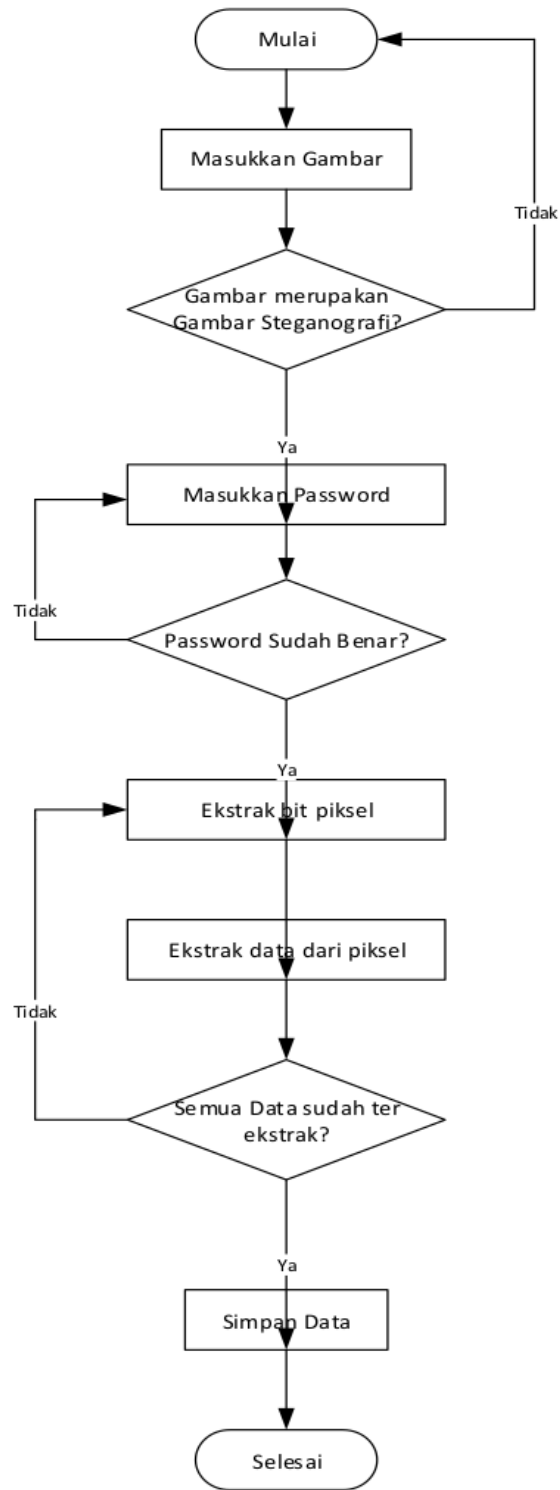 Mulai
Masukkan Gambar
Tidak
Gambar merupakan
Gambar Steganografi?
Ya
Masukkan Password
Tidak
Password Sudah Benar?
Ya
Ekstrak bit piksel
Ekstrak data dari piksel
Tidak
Semua Data sudah ter
ekstrak?
Ya
Simpan Data
Selesai